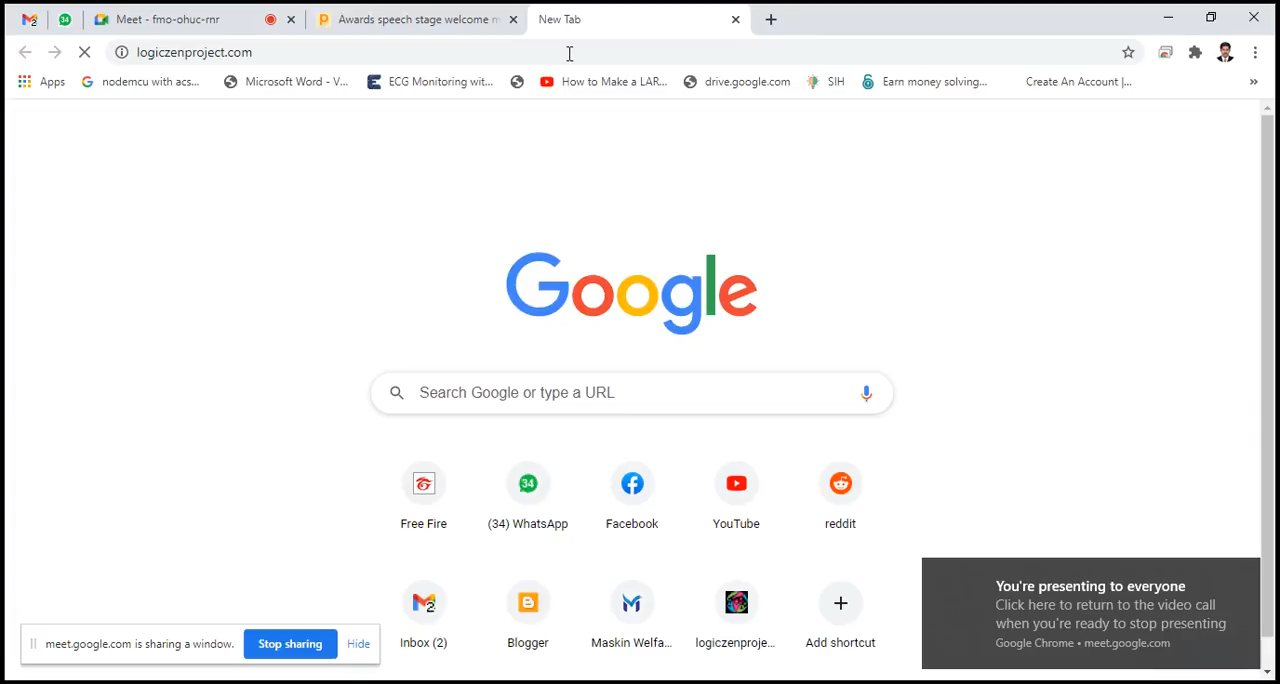 Meet - fmo-ohuc-rnr
Awards speech stage welcome m
New Tab
logiczenproject.com
Apps
nodemcu with acs...
Microsoft Word - V...
ECG Monitoring wit...
How to Make a LAR...
drive.google.com
SIH
Earn money solving...
Create An Account |...
»
Google
Search Google or type a URL
34
Free Fire
(34) WhatsApp
Facebook
YouTube
reddit
2
Inbox (2)
Blogger
Maskin Welfa...
logiczenproje...
Add shortcut
You're presenting to everyone
Click here to return to the video call
when you're ready to stop presenting
Google Chrome • meet.google.com
meet.google.com is sharing a window.
Stop sharing
Hide